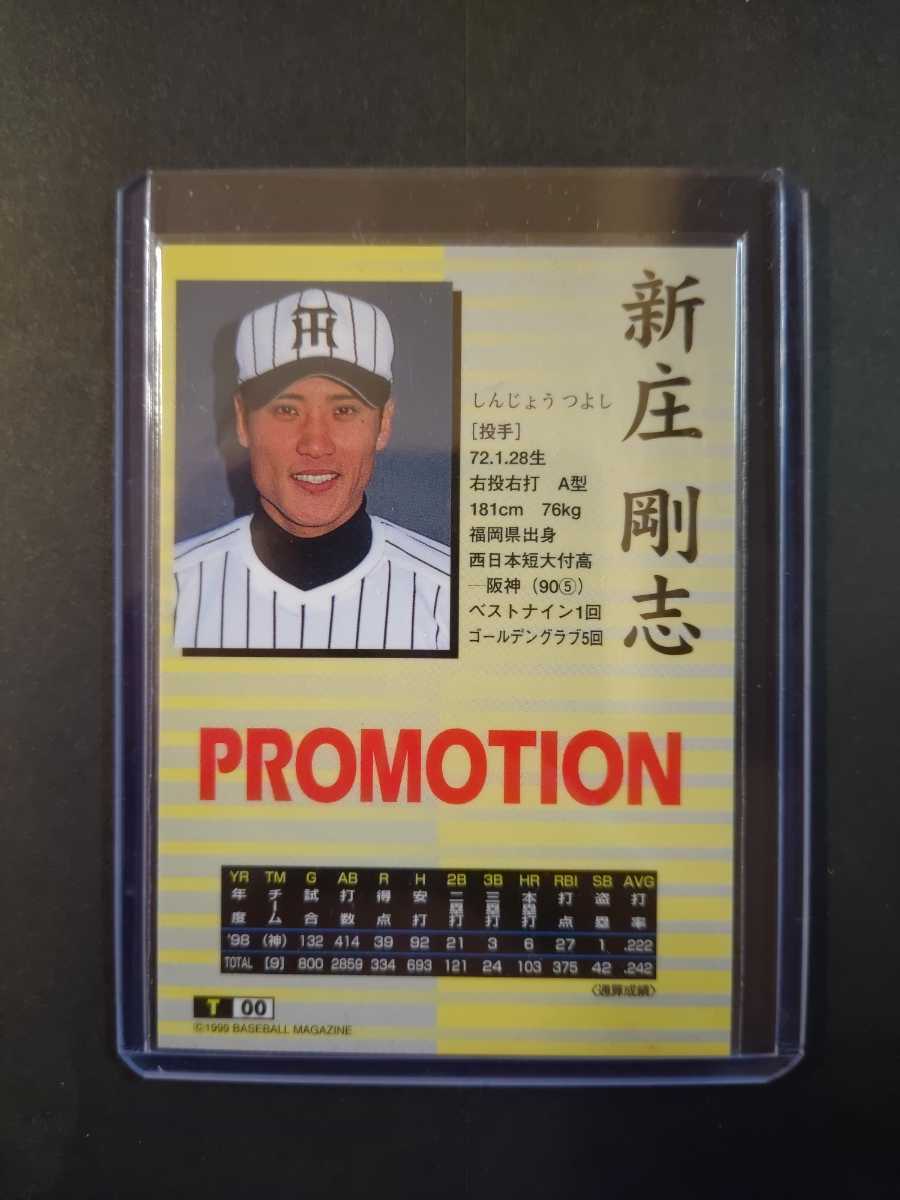 新庄 剛志
しんじょう つよし
[投手]
72.1.28生
右投右打 A型
181cm 76kg
福岡県出身
西日本短大付高
―阪神(90⑤)
ベストナイン1回
ゴールデングラブ5回
PROMOTION
YR TM G AB R H 2B 3B HR RBI SB AVG
年度 チーム 試合 打数 得点 安打 二塁打 三塁打 本塁打 打点 盗塁 打率
'98 (神) 132 414 39 92 21 3 6 27 1 .222
TOTAL [9] 800 2859 334 693 121 24 103 375 42 .242
〈通算成績〉
T 00
©1999 BASEBALL MAGAZINE